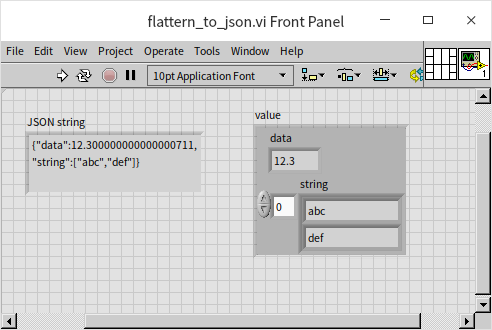 flattern_to_json.vi Front Panel
File Edit View Project Operate Tools Window Help
10pt Application Font
1
JSON string
{"data":12.300000000000000711,
"string":["abc","def"]}
value
data
12.3
string
0
abc
def